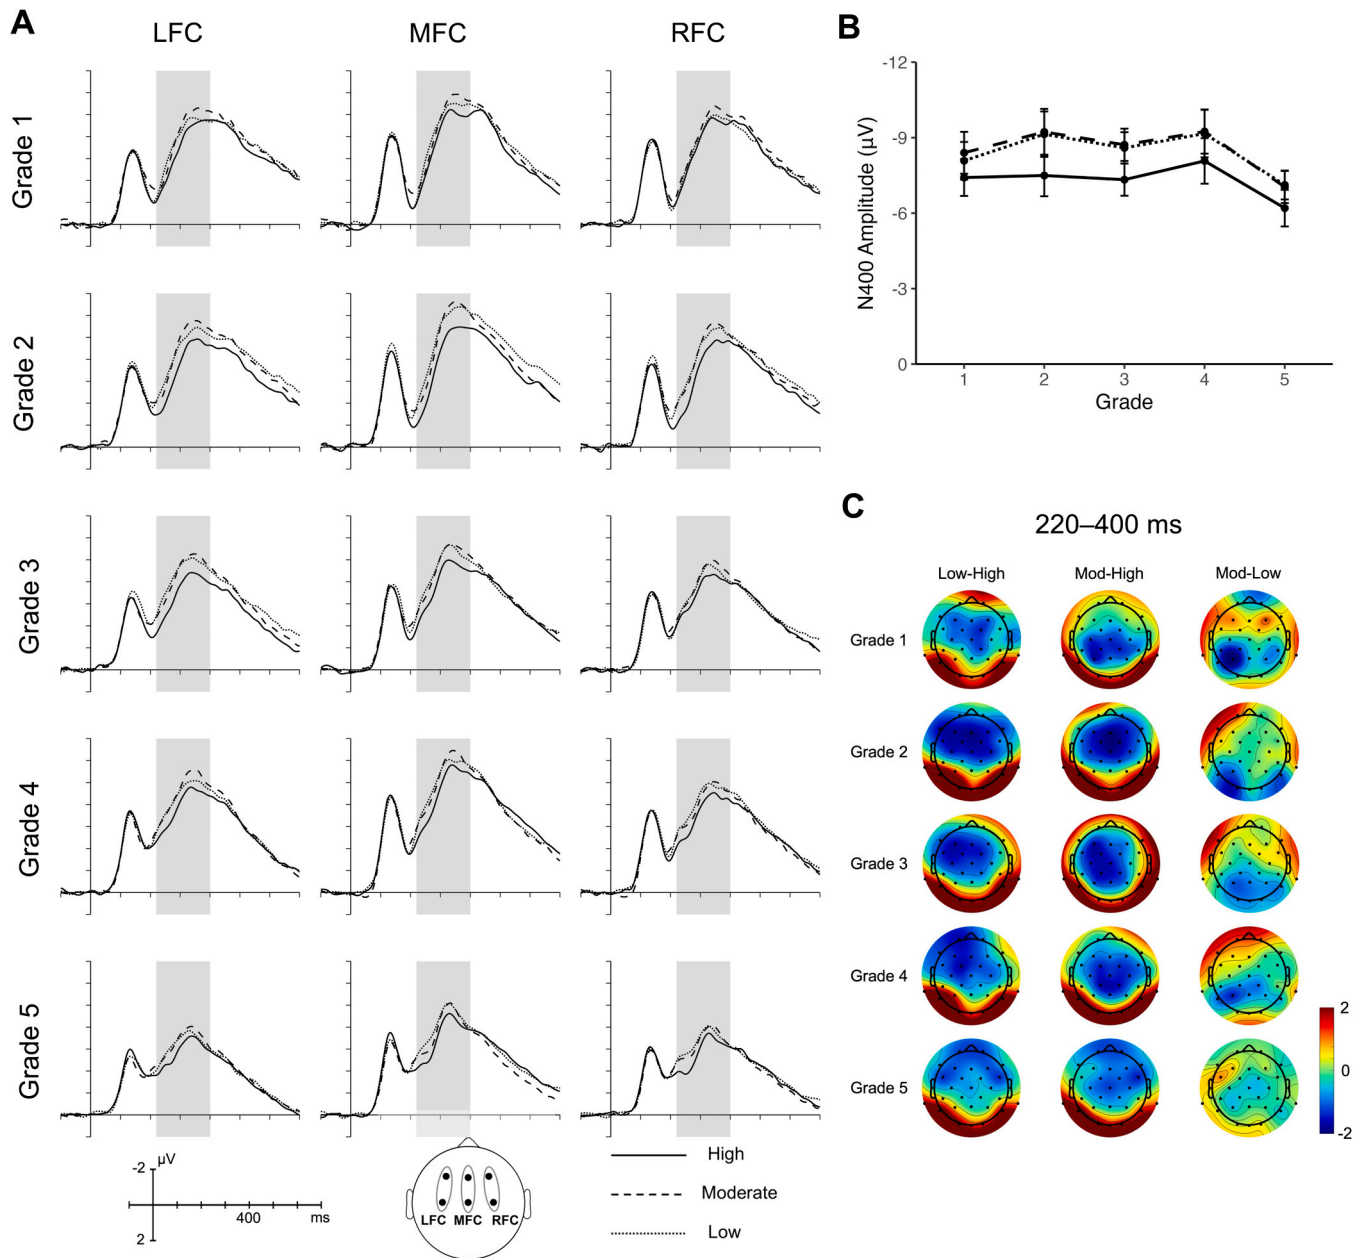 A
LFC
MFC
RFC
Grade 1
Grade 2
Grade 3
Grade 4
Grade 5
-2
µV
400
ms
2
LFC MFC RFC
High
Moderate
Low
B
N400 Amplitude (µV)
-12
-9
-6
-3
0
1
2
3
4
5
Grade
C
220–400 ms
Low-High
Mod-High
Mod-Low
Grade 1
Grade 2
Grade 3
Grade 4
Grade 5
2
0
-2